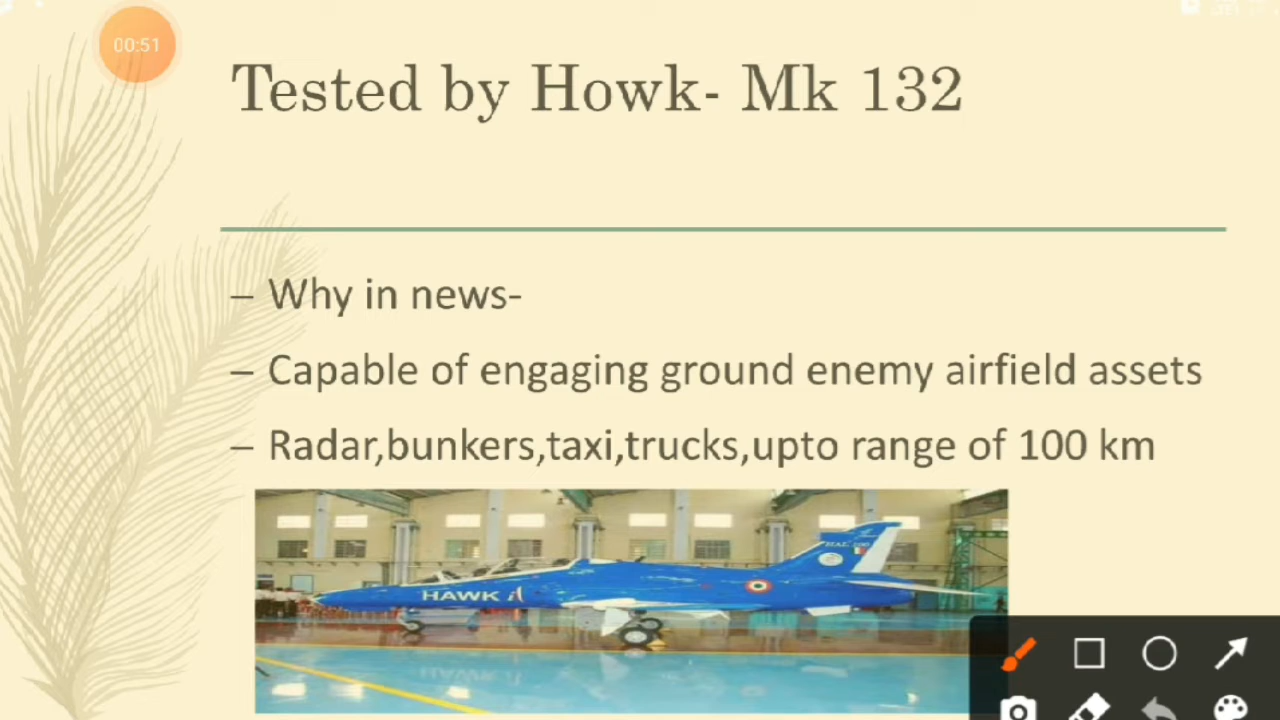 00:51
Tested by Howk- Mk 132
– Why in news-
– Capable of engaging ground enemy airfield assets
– Radar,bunkers,taxi,trucks,upto range of 100 km
HAWK i